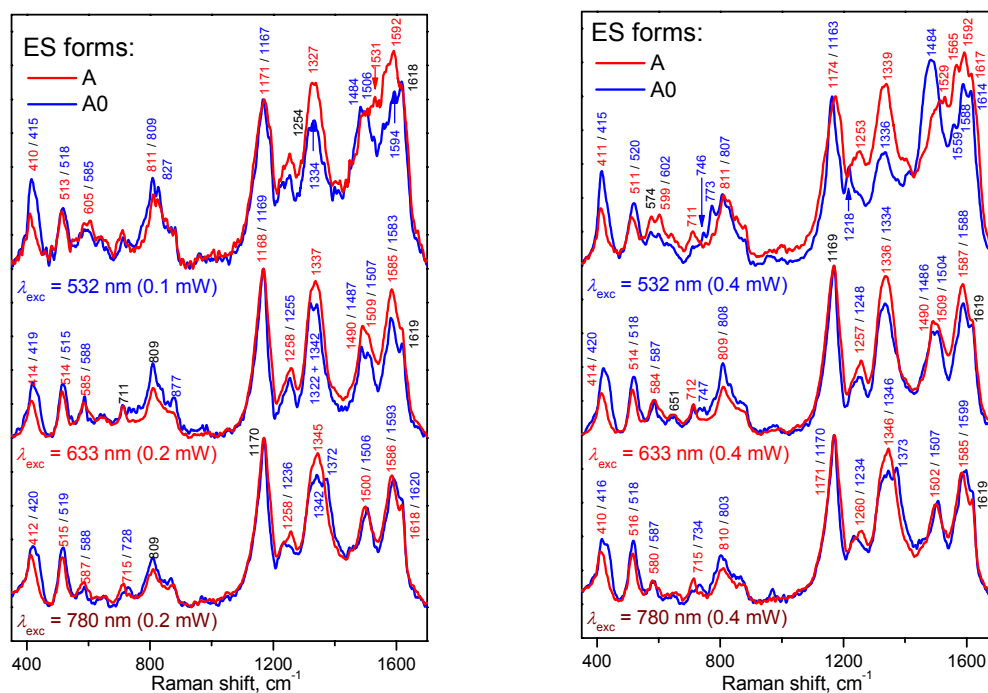 ES forms:
A
A0
410 / 415
513 / 518
605 / 585
811 / 809
827
1171 / 1167
1254
1327
1334
1484
1506
1531
1592
1594
1618
λexc = 532 nm (0.1 mW)
414 / 419
514 / 515
585 / 588
711
809
877
1168 / 1169
1258 / 1255
1337
1322 + 1342
1490 / 1487
1509 / 1507
1585 / 1583
1619
λexc = 633 nm (0.2 mW)
412 / 420
515 / 519
587 / 588
715 / 728
809
1170
1258 / 1236
1345
1342
1372
1500 / 1506
1586 / 1593
1618 / 1620
λexc = 780 nm (0.2 mW)
400 800 1200 1600
Raman shift, cm-1
ES forms:
A
A0
411 / 415
511 / 520
574
599 / 602
711
746
773
811 / 807
1174 / 1163
1218
1253
1339
1336
1484
1529
1559
1565
1588
1592
1617
1614
λexc = 532 nm (0.4 mW)
414 / 420
514 / 518
584 / 587
651
712
747
809 / 808
1169
1257 / 1248
1336 / 1334
1490 / 1486
1509 / 1504
1587 / 1588
1619
λexc = 633 nm (0.4 mW)
410 / 416
516 / 518
580 / 587
715 / 734
810 / 803
1171 / 1170
1260 / 1234
1346 / 1346
1373
1502 / 1507
1585 / 1599
1619
λexc = 780 nm (0.4 mW)
400 800 1200 1600
Raman shift, cm-1